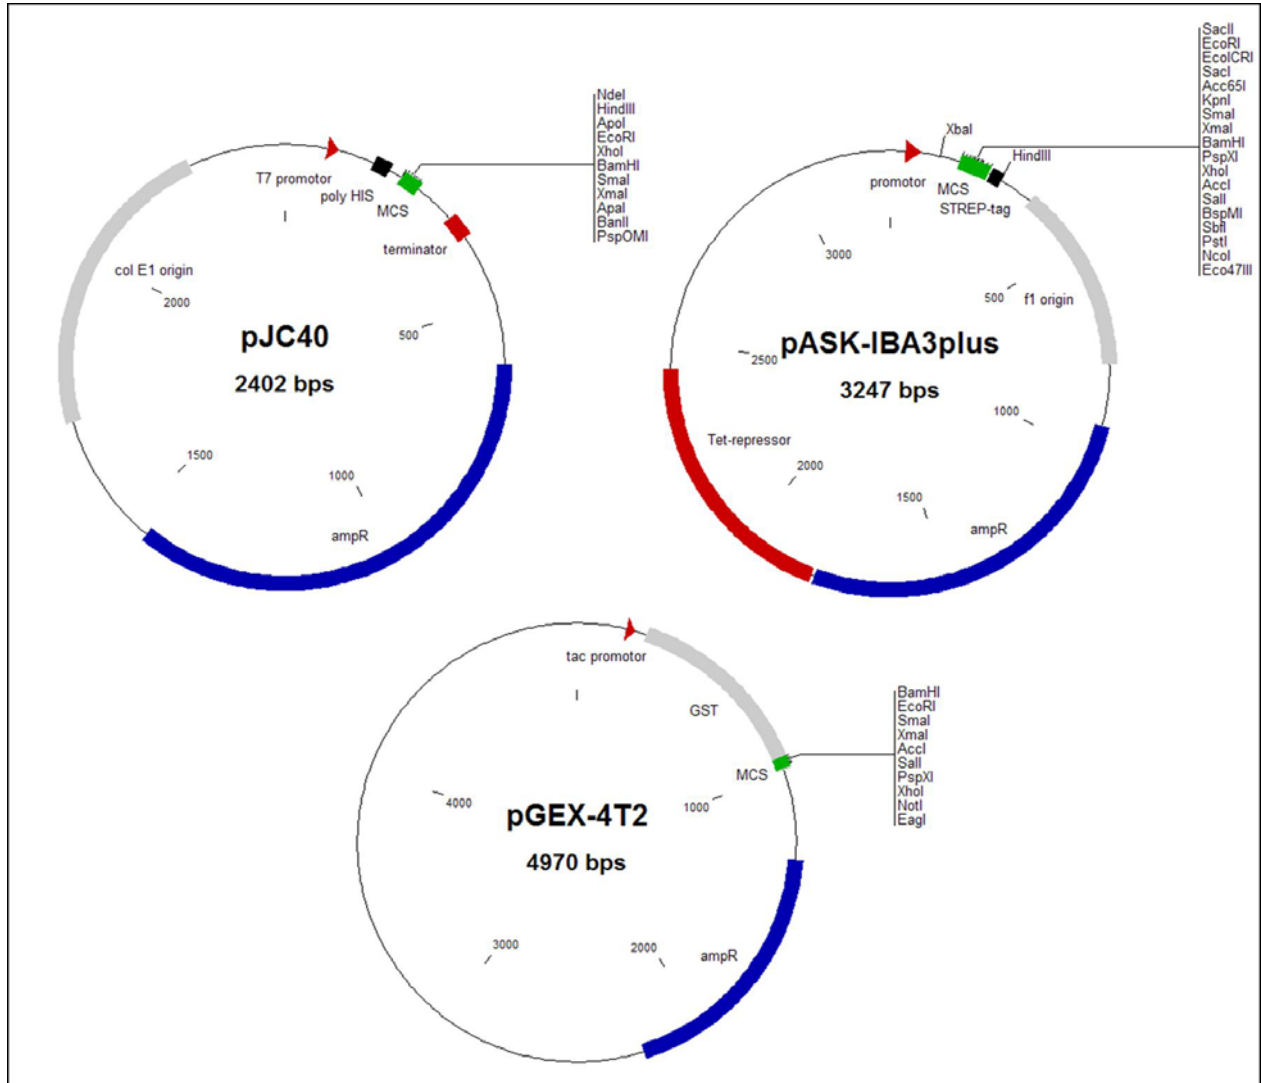 NdeI
HindIII
ApoI
EcoRI
XhoI
BamHI
SmaI
XmaI
ApaI
BanII
PspOMI
T7 promotor
poly HIS
MCS
terminator
col E1 origin
2000
500
pJC40
2402 bps
1500
1000
ampR
SacII
EcoRI
EcoICRI
SacI
Acc65I
KpnI
SmaI
XmaI
BamHI
PspXI
XhoI
AccI
SalI
BspMI
SbfI
PstI
NcoI
Eco47III
XbaI
HindIII
promotor
MCS
STREP-tag
3000
500
f1 origin
2500
pASK-IBA3plus
3247 bps
1000
Tet-repressor
2000
1500
ampR
tac promotor
GST
MCS
BamHI
EcoRI
SmaI
XmaI
AccI
SalI
PspXI
XhoI
NotI
EagI
4000
1000
pGEX-4T2
4970 bps
3000
2000
ampR